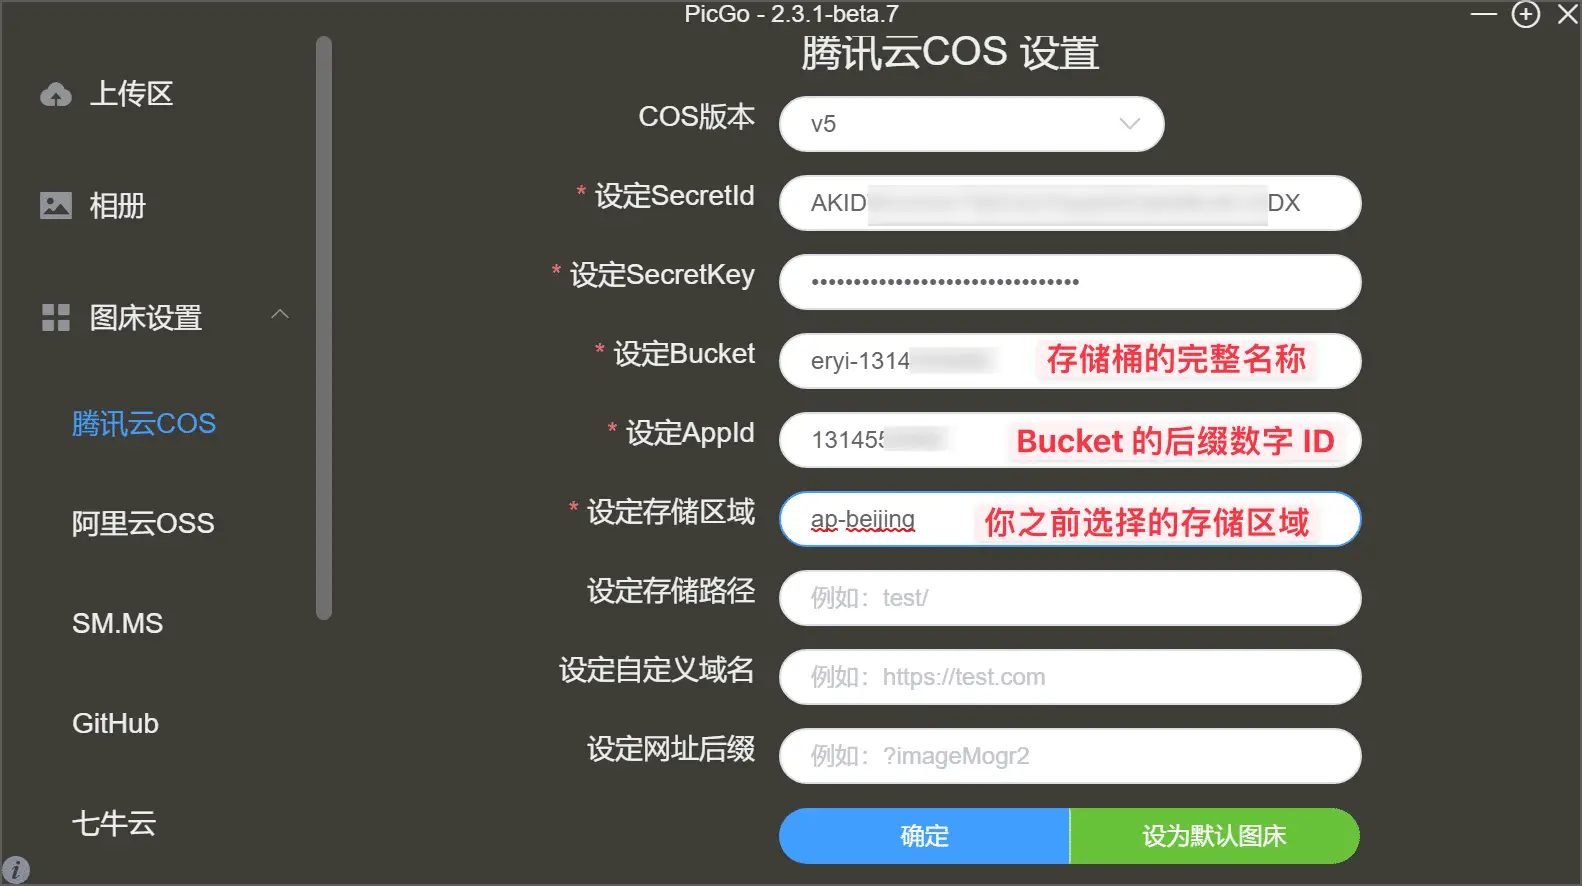 PicGo - 2.3.1-beta.7
腾讯云COS 设置
上传区
相册
图床设置
腾讯云COS
阿里云OSS
SM.MS
GitHub
七牛云
COS版本
v5
* 设定SecretId
AKID DX
* 设定SecretKey
••••••••••••••••••••••••••••••••
* 设定Bucket
eryi-1314
存储桶的完整名称
* 设定AppId
131455
Bucket 的后缀数字 ID
* 设定存储区域
ap-beijing
你之前选择的存储区域
设定存储路径
例如：test/
设定自定义域名
例如：https://test.com
设定网址后缀
例如：?imageMogr2
确定
设为默认图床